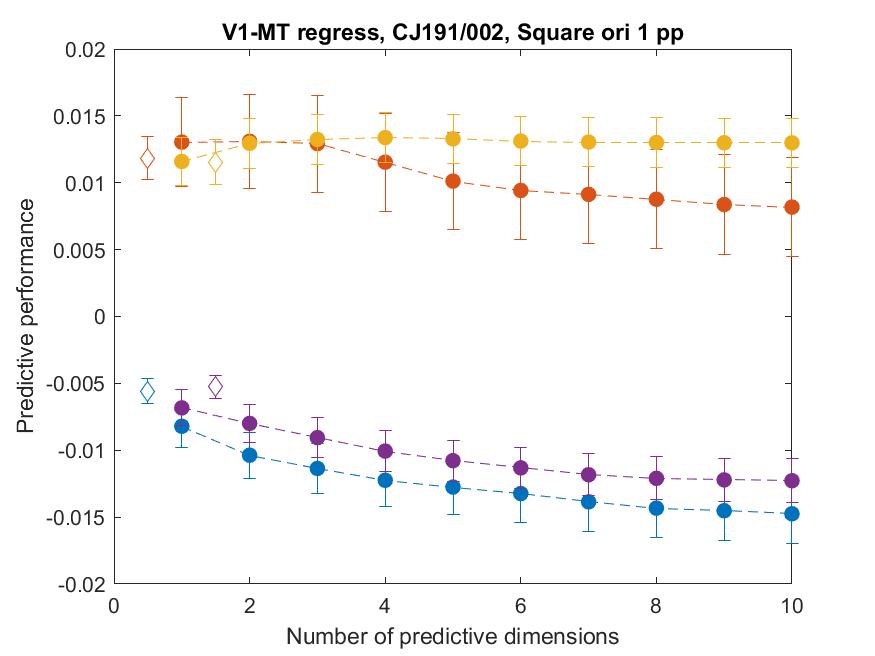 V1-MT regress, CJ191/002, Square ori 1 pp
0.02
0.015
0.01
0.005
0
-0.005
-0.01
-0.015
-0.02
Predictive performance
0 2 4 6 8 10
Number of predictive dimensions